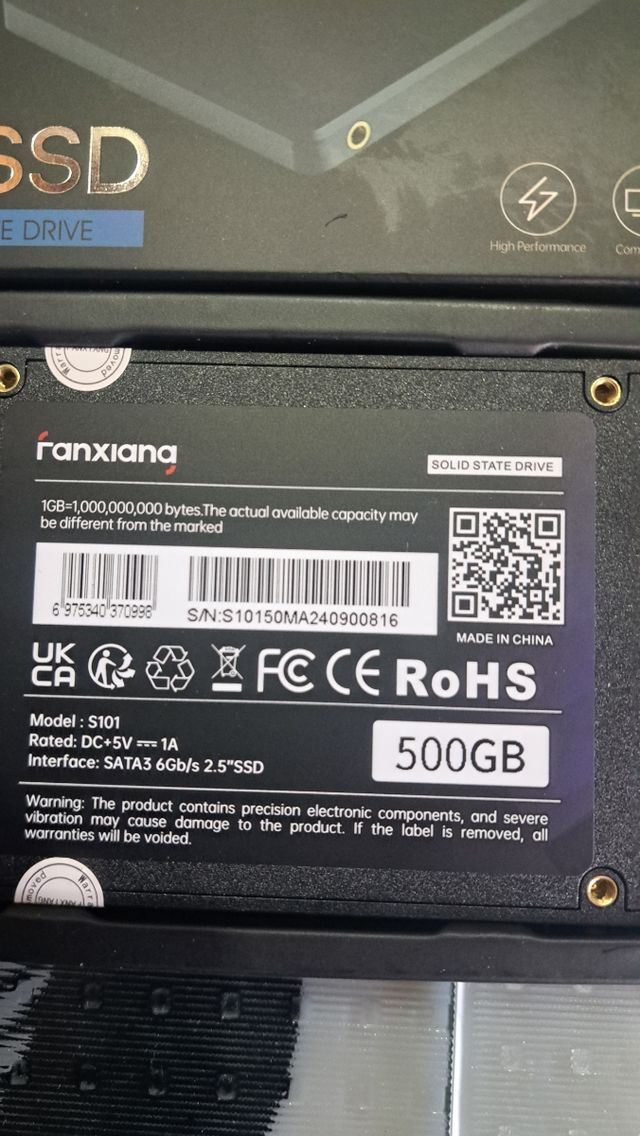 SSD
E DRIVE
High Performance
Com
fanxiang
SOLID STATE DRIVE
1GB=1,000,000,000 bytes.The actual available capacity may
be different from the marked
6 975340 370998
S/N:S10150MA240900816
MADE IN CHINA
UK
CA
FC CE RoHS
Model : S101
Rated: DC+5V ⎓ 1A
Interface: SATA3 6Gb/s 2.5"SSD
500GB
Warning: The product contains precision electronic components, and severe
vibration may cause damage to the product. If the label is removed, all
warranties will be voided.